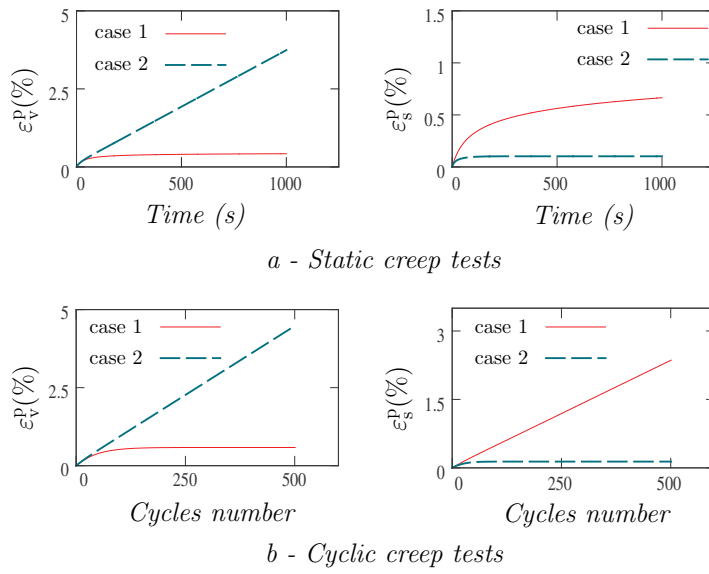 5
case 1
case 2
ε_v^p(%)
2.5
0
0
500
1000
Time (s)
1.5
case 1
case 2
1
ε_s^p(%)
0.5
0
0
500
1000
Time (s)
a - Static creep tests
5
case 1
case 2
ε_v^p(%)
2.5
0
0
250
500
Cycles number
3
case 1
case 2
ε_s^p(%)
1.5
0
0
250
500
Cycles number
b - Cyclic creep tests